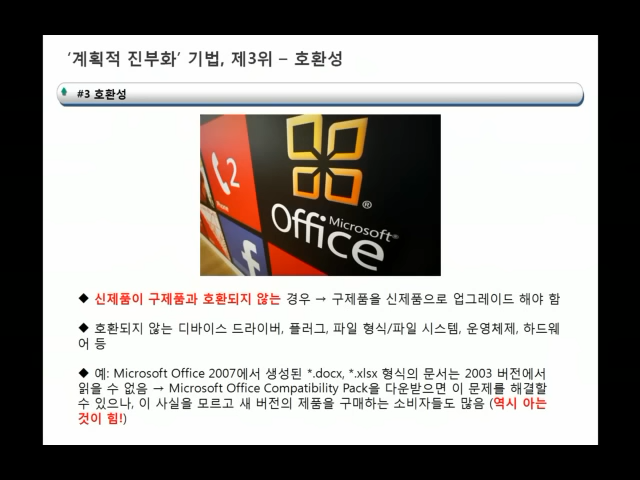 ‘계획적 진부화’ 기법, 제3위 – 호환성
#3 호환성
2
Phone
Microsoft®
Office
®
f
◆ 신제품이 구제품과 호환되지 않는 경우 → 구제품을 신제품으로 업그레이드 해야 함
◆ 호환되지 않는 디바이스 드라이버, 플러그, 파일 형식/파일 시스템, 운영체제, 하드웨
어 등
◆ 예: Microsoft Office 2007에서 생성된 *.docx, *.xlsx 형식의 문서는 2003 버전에서
읽을 수 없음 → Microsoft Office Compatibility Pack을 다운받으면 이 문제를 해결할
수 있으나, 이 사실을 모르고 새 버전의 제품을 구매하는 소비자들도 많음 (역시 아는
것이 힘!)